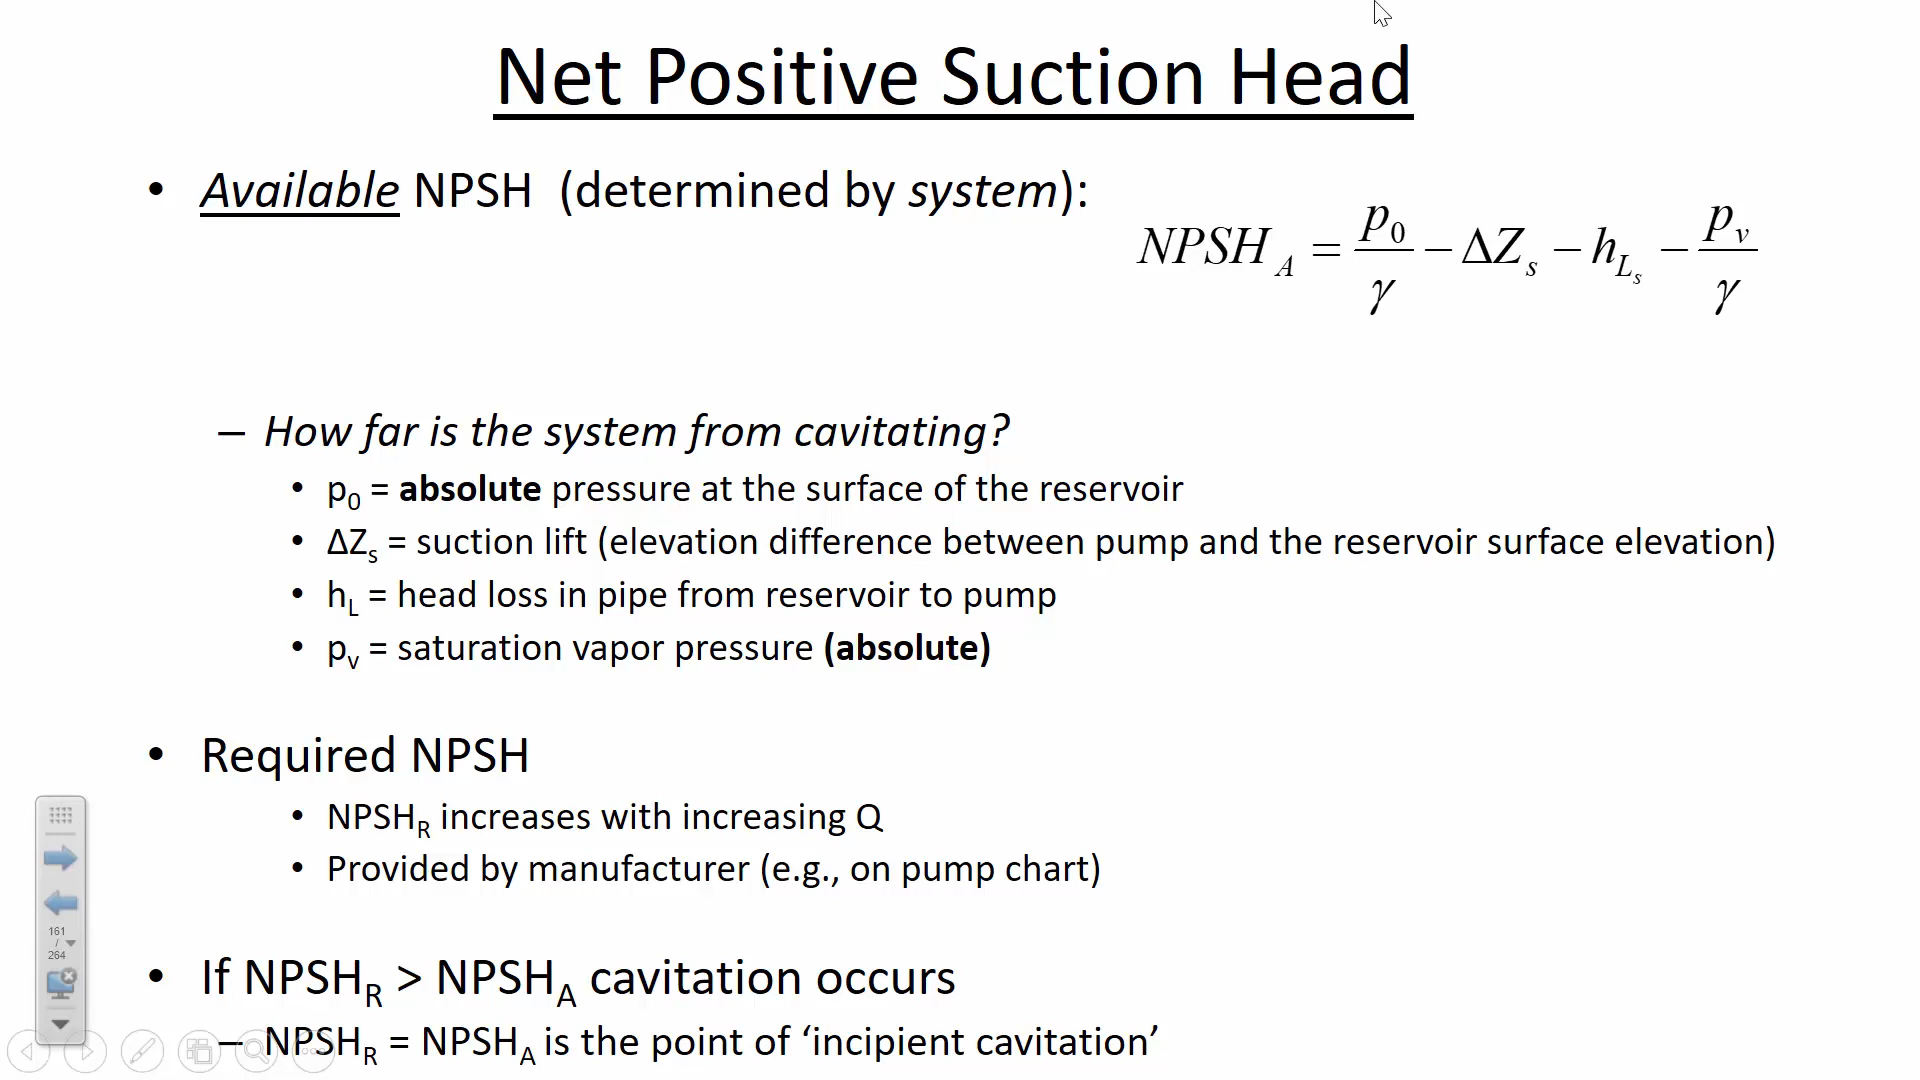 Net Positive Suction Head
• Available NPSH (determined by system):
NPSH_A = p_0/γ − ΔZ_s − h_{L_s} − p_v/γ
– How far is the system from cavitating?
• p_0 = absolute pressure at the surface of the reservoir
• ΔZ_s = suction lift (elevation difference between pump and the reservoir surface elevation)
• h_L = head loss in pipe from reservoir to pump
• p_v = saturation vapor pressure (absolute)
• Required NPSH
• NPSH_R increases with increasing Q
• Provided by manufacturer (e.g., on pump chart)
• If NPSH_R > NPSH_A cavitation occurs
– NPSH_R = NPSH_A is the point of ‘incipient cavitation’
161
/
264